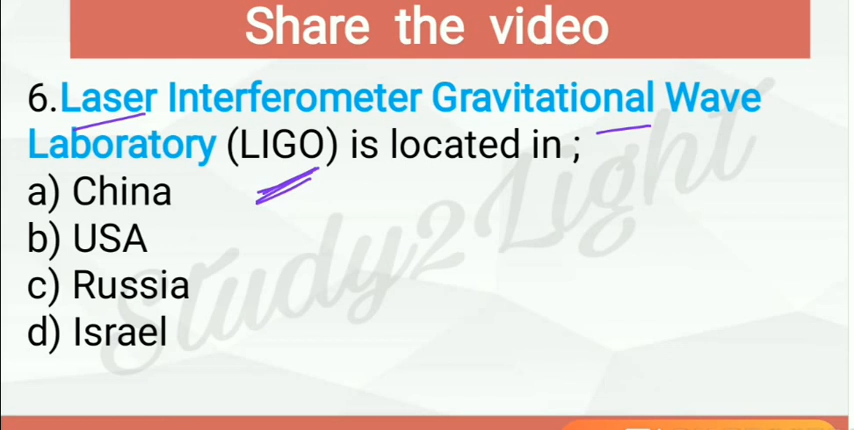 Share the video
6.Laser Interferometer Gravitational Wave
Laboratory (LIGO) is located in ;
a) China
b) USA
c) Russia
d) Israel
Study2Light